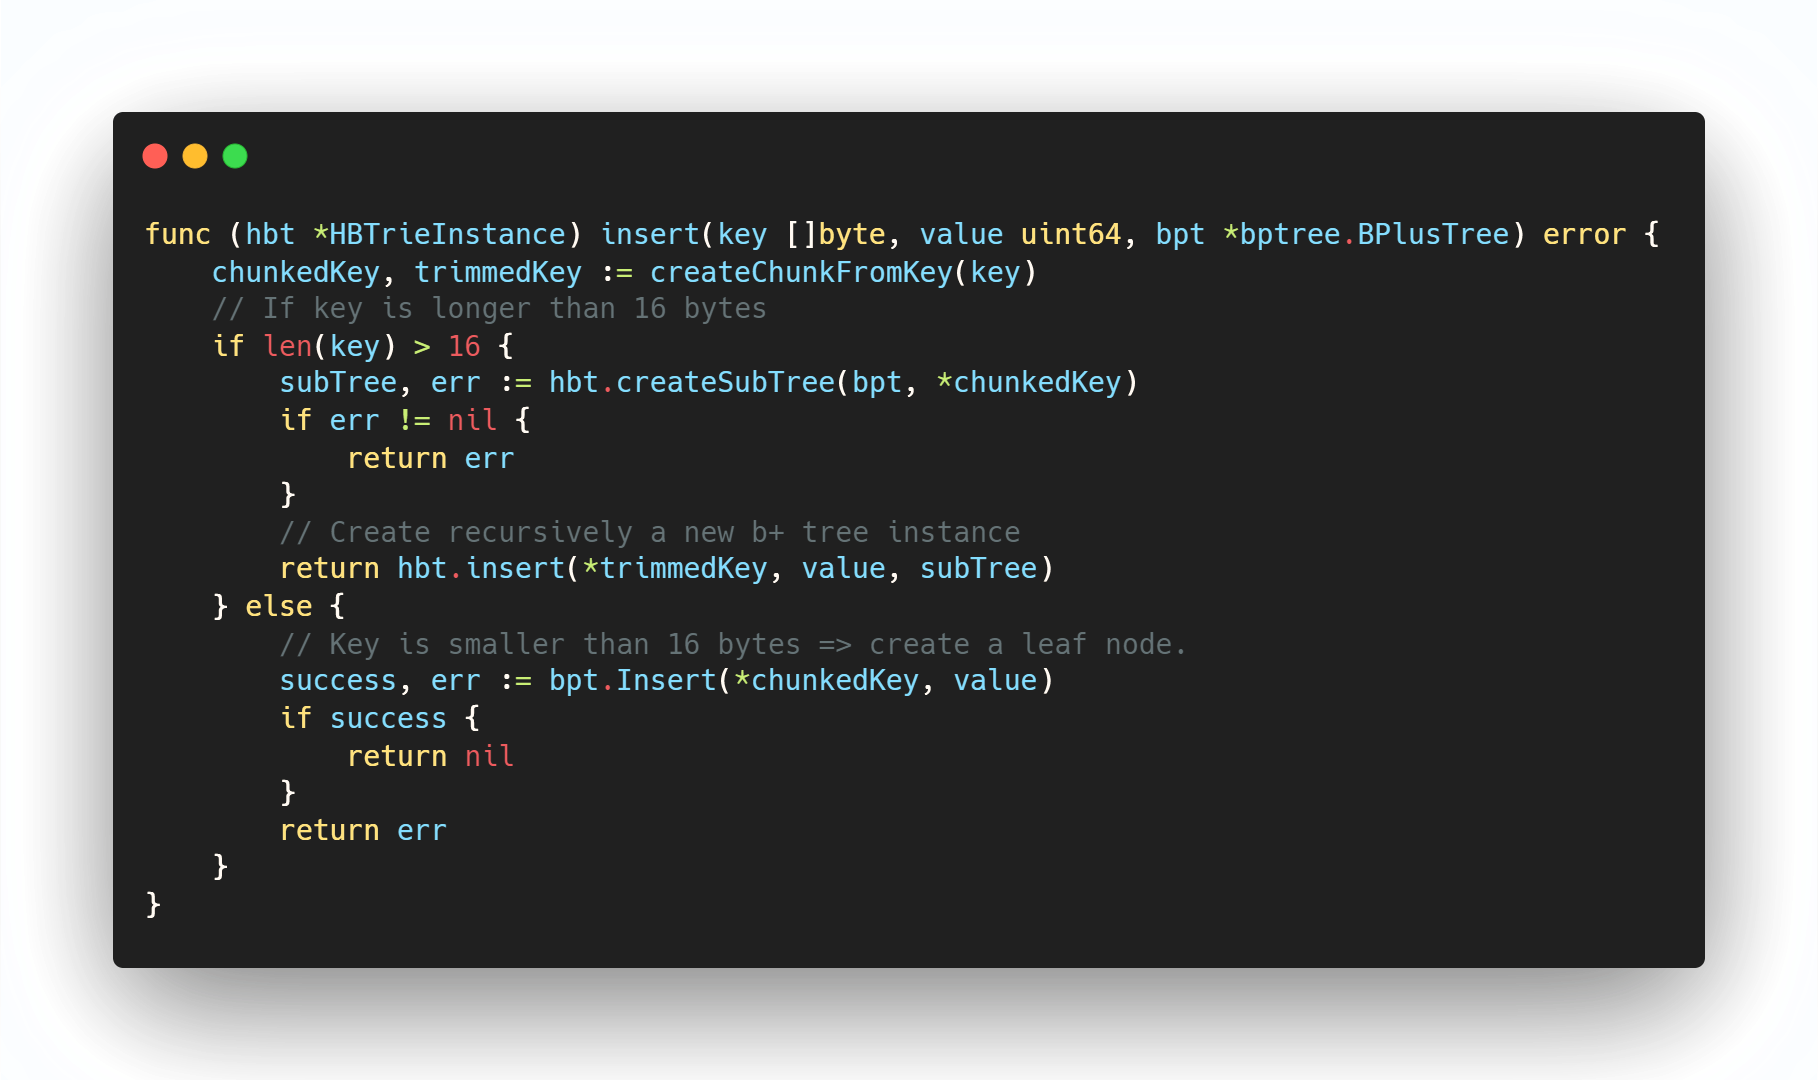 func (hbt *HBTrieInstance) insert(key []byte, value uint64, bpt *bptree.BPlusTree) error {
    chunkedKey, trimmedKey := createChunkFromKey(key)
    // If key is longer than 16 bytes
    if len(key) > 16 {
        subTree, err := hbt.createSubTree(bpt, *chunkedKey)
        if err != nil {
            return err
        }
        // Create recursively a new b+ tree instance
        return hbt.insert(*trimmedKey, value, subTree)
    } else {
        // Key is smaller than 16 bytes => create a leaf node.
        success, err := bpt.Insert(*chunkedKey, value)
        if success {
            return nil
        }
        return err
    }
}